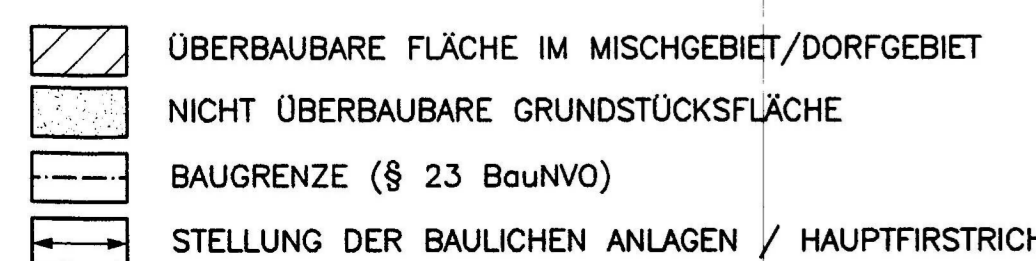 ÜBERBAUBARE FLÄCHE IM MISCHGEBIET/DORFGEBIET
NICHT ÜBERBAUBARE GRUNDSTÜCKSFLÄCHE
BAUGRENZE (§ 23 BauNVO)
STELLUNG DER BAULICHEN ANLAGEN / HAUPTFIRSTRICH